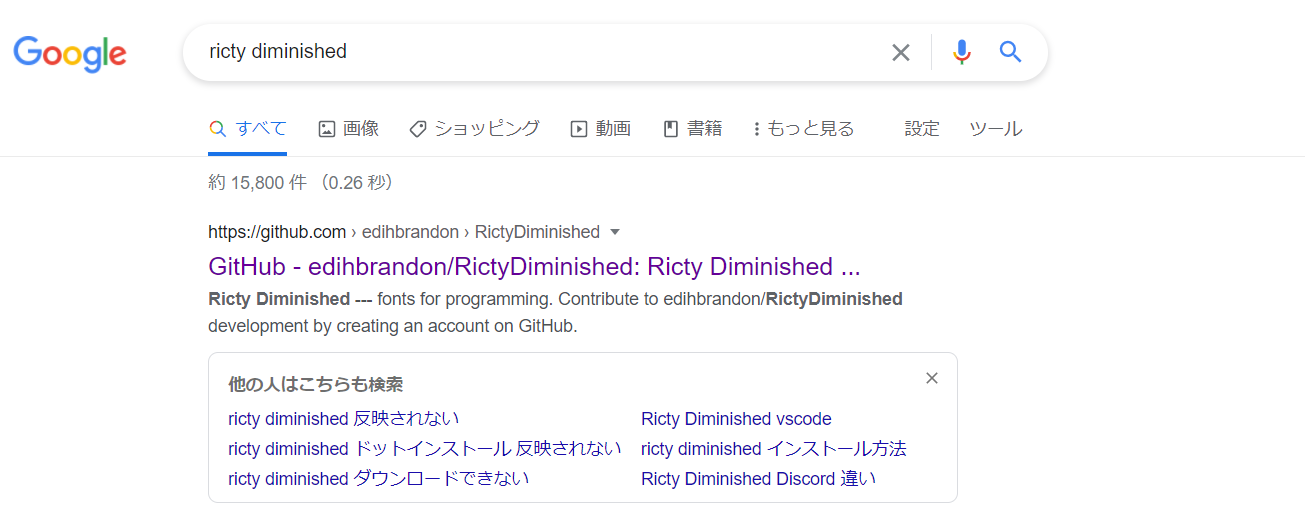 Google
ricty diminished
すべて 画像 ショッピング 動画 書籍 もっと見る 設定 ツール
約 15,800 件 （0.26 秒）
https://github.com › edihbrandon › RictyDiminished
GitHub - edihbrandon/RictyDiminished: Ricty Diminished ...
Ricty Diminished --- fonts for programming. Contribute to edihbrandon/RictyDiminished
development by creating an account on GitHub.
他の人はこちらも検索
ricty diminished 反映されない Ricty Diminished vscode
ricty diminished ドットインストール 反映されない ricty diminished インストール方法
ricty diminished ダウンロードできない Ricty Diminished Discord 違い